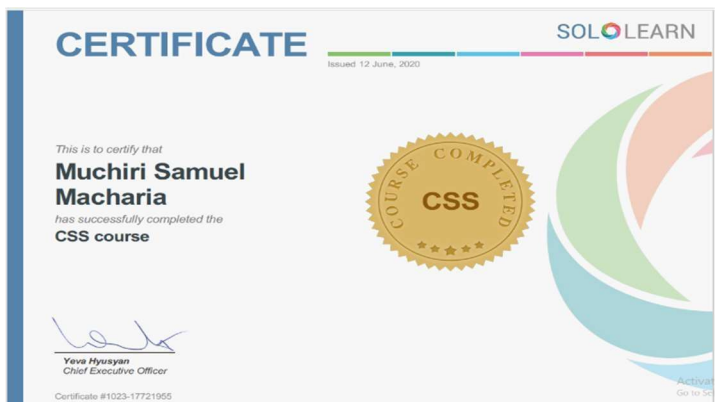 CERTIFICATE
SOLOLEARN
Issued 12 June, 2020
This is to certify that
Muchiri Samuel
Macharia
has successfully completed the
CSS course
COURSE COMPLETED
CSS
Yeva Hyusyan
Chief Executive Officer
Certificate #1023-17721955
Activat
Go to Se